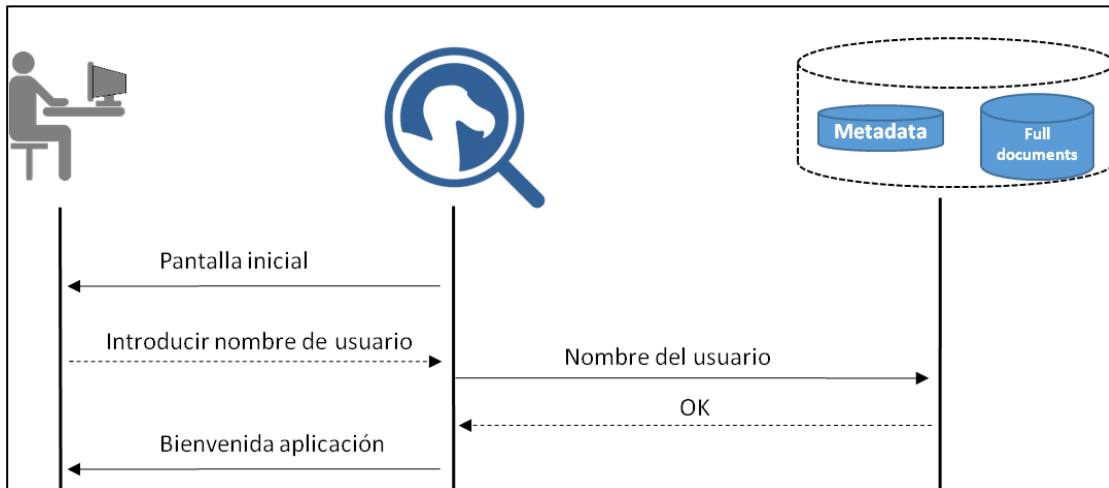 Metadata
Full
documents
Pantalla inicial
Introducir nombre de usuario
Nombre del usuario
OK
Bienvenida aplicación